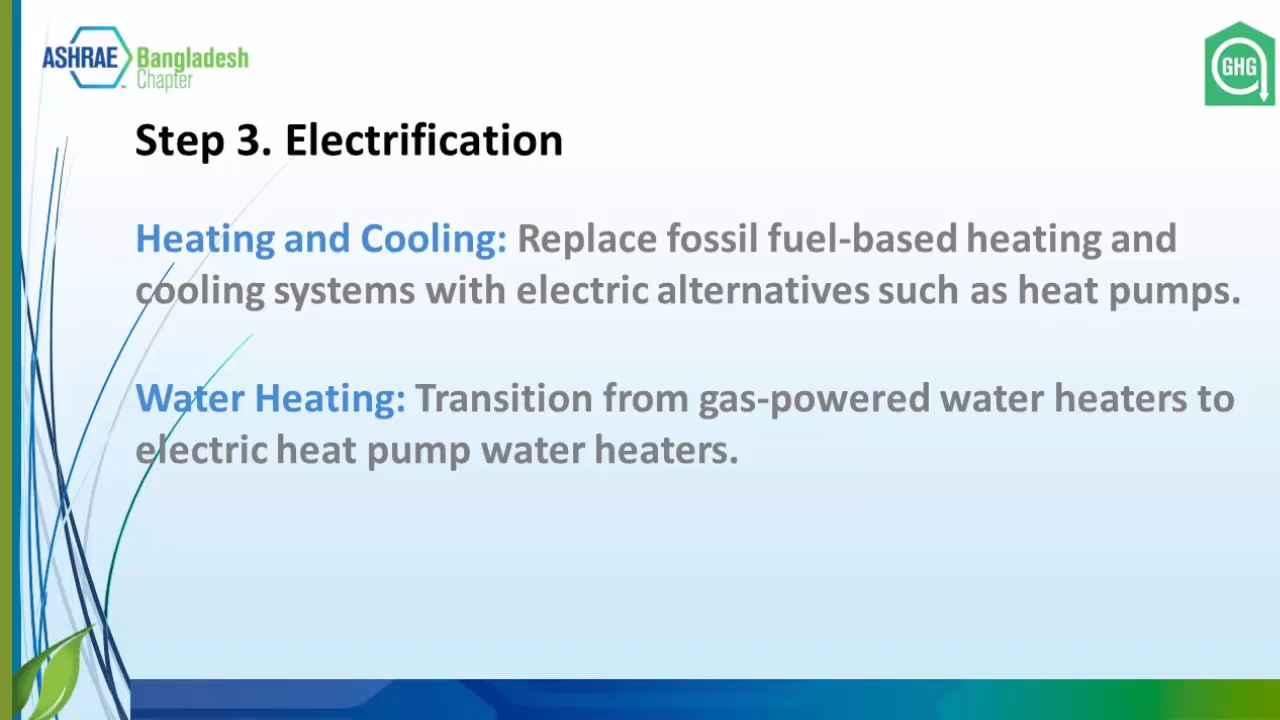 ASHRAE Bangladesh
Chapter
GHG
Step 3. Electrification
Heating and Cooling: Replace fossil fuel-based heating and
cooling systems with electric alternatives such as heat pumps.
Water Heating: Transition from gas-powered water heaters to
electric heat pump water heaters.